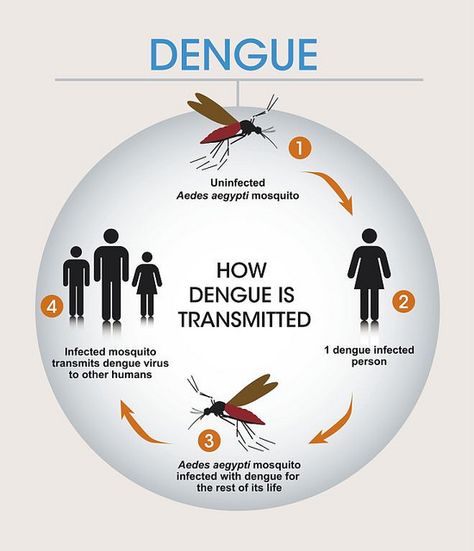 DENGUE
1
Uninfected
Aedes aegypti mosquito
HOW
DENGUE IS
TRANSMITTED
2
1 dengue infected
person
3
Aedes aegypti mosquito
infected with dengue for
the rest of its life
4
Infected mosquito
transmits dengue virus
to other humans